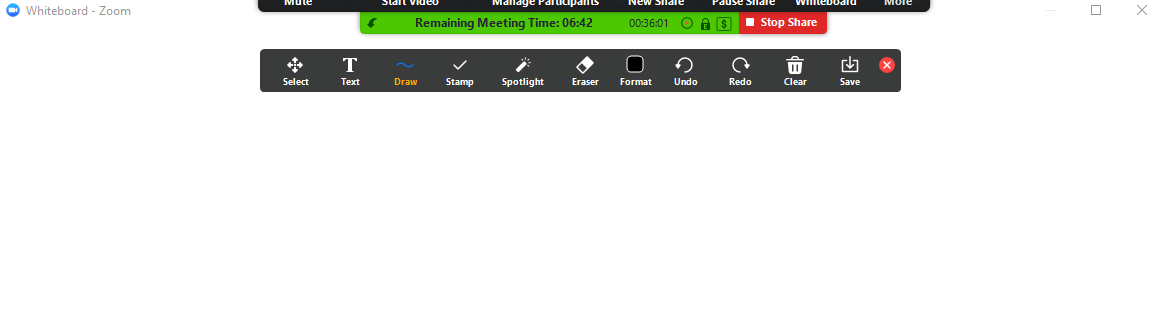 Mute Start Video Manage Participants New Share Pause Share Whiteboard More
Whiteboard - Zoom
Remaining Meeting Time: 06:42 00:36:01 $ Stop Share
T
Select Text Draw Stamp Spotlight Eraser Format Undo Redo Clear Save